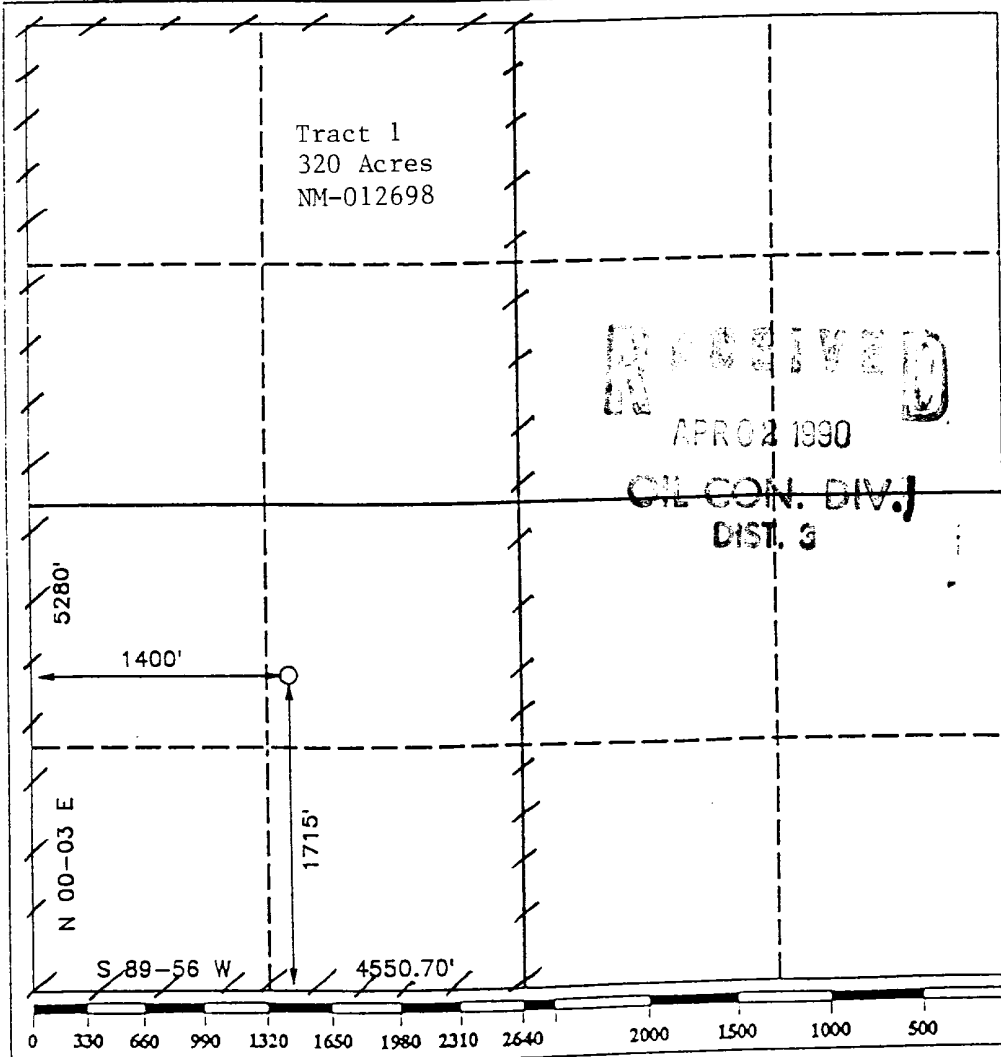 Tract 1
320 Acres
NM-012698
RECEIVED
APR 02 1990
OIL CON. DIV.
DIST. 3
5280'
1400'
1715'
N 00-03 E
S 89-56 W 4550.70'
0 330 660 990 1320 1650 1980 2310 2640 2000 1500 1000 500